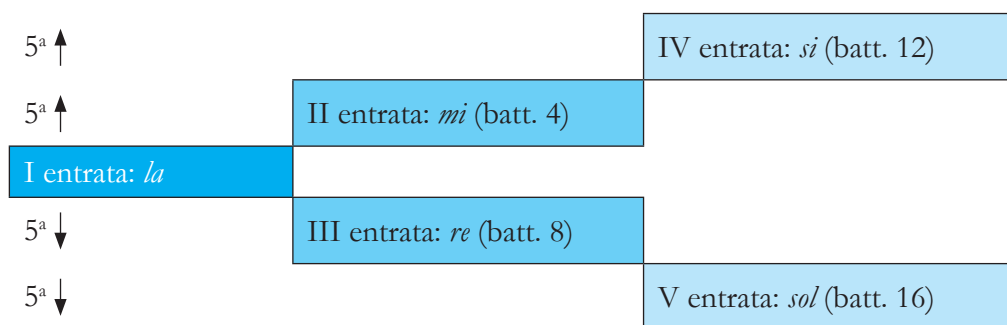 5ª IV entrata: si (batt. 12)
5ª II entrata: mi (batt. 4)
I entrata: la
5ª III entrata: re (batt. 8)
5ª V entrata: sol (batt. 16)